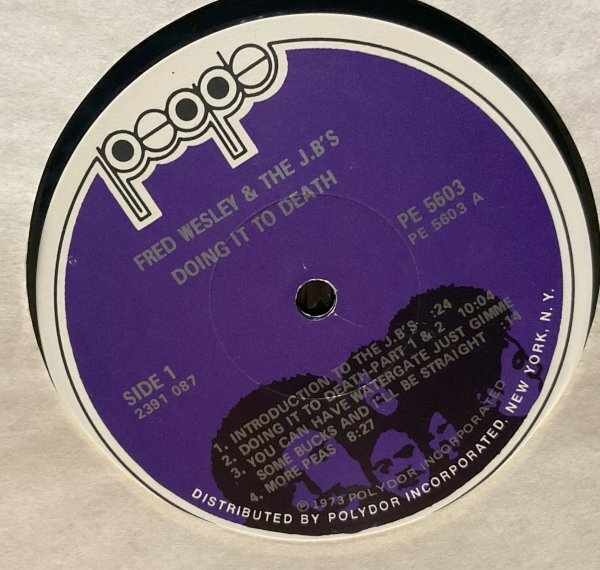 people
FRED WESLEY & THE J.B'S
DOING IT TO DEATH
PE 5603
PE 5603 A
SIDE 1
2391 087
1. INTRODUCTION TO THE J.B'S :24
2. DOING IT TO DEATH-PART 1 & 2 10:04
3. YOU CAN HAVE WATERGATE JUST GIMME
SOME BUCKS AND I'LL BE STRAIGHT :14
4. MORE PEAS 8:27
℗ 1973 POLYDOR INCORPORATED
DISTRIBUTED BY POLYDOR INCORPORATED, NEW YORK, N. Y.